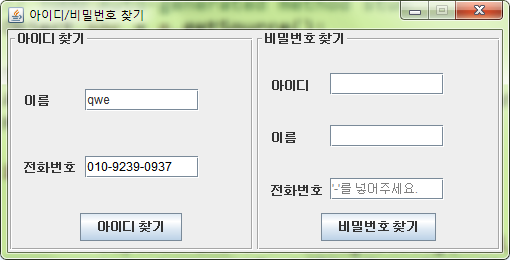 아이디/비밀번호 찾기
아이디 찾기
이름
qwe
전화번호
010-9239-0937
아이디 찾기
비밀번호 찾기
아이디
이름
전화번호
'-'를 넣어주세요.
비밀번호 찾기